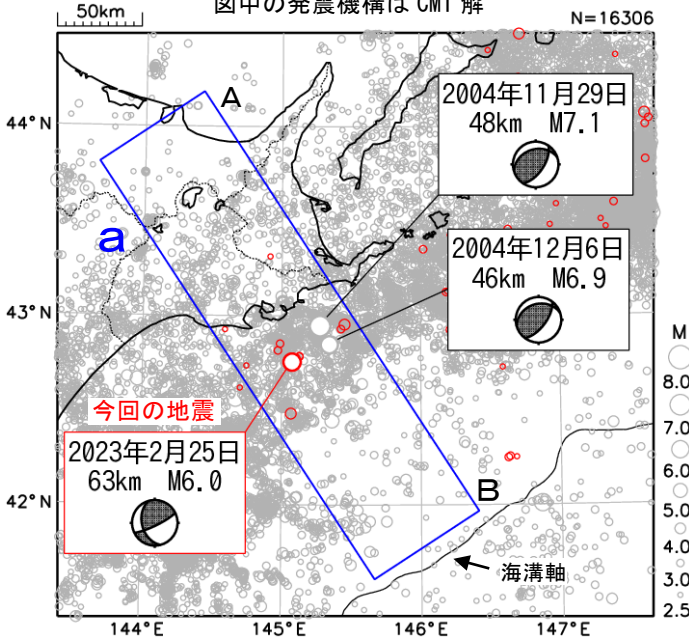 図中の発震機構は CMT 解
50km
N=16306
A
2004年11月29日
48km M7.1
44°N
a
2004年12月6日
46km M6.9
43°N
M
8.0
今回の地震
7.0
2023年2月25日
63km M6.0
6.0
B
42°N
5.0
4.0
海溝軸
3.0
2.5
144°E
145°E
146°E
147°E